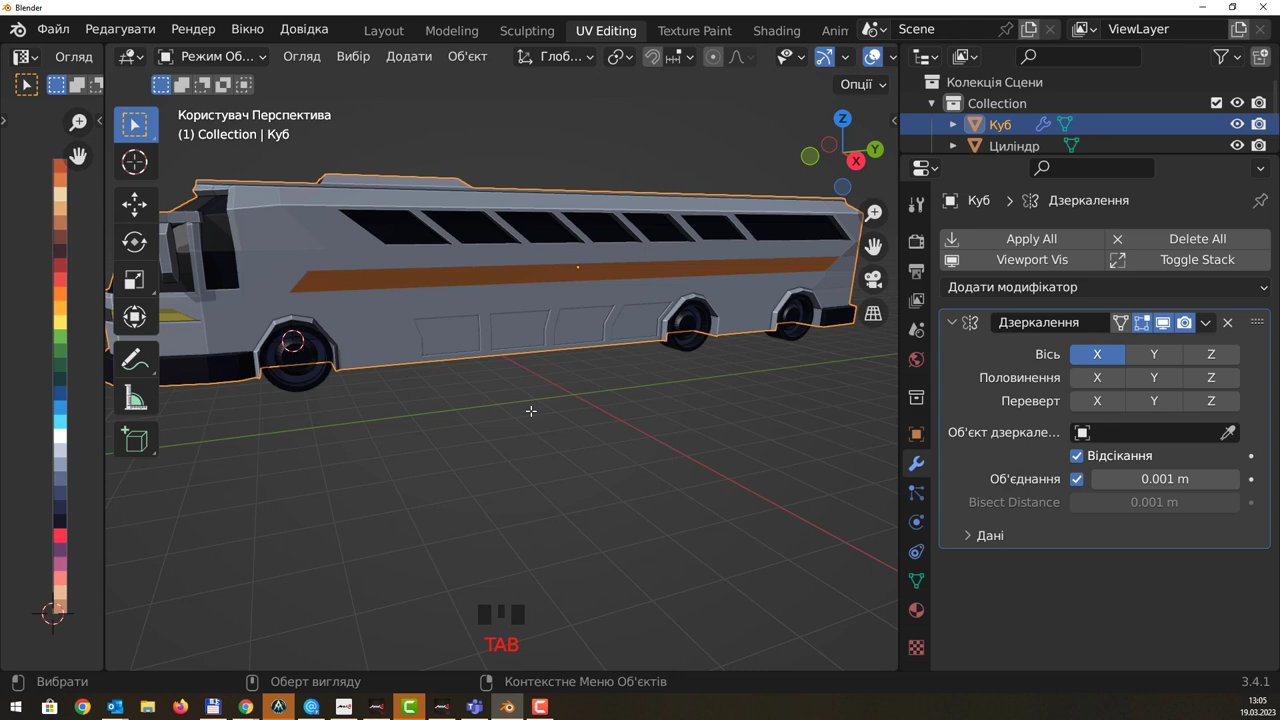 Blender
Файл
Редагувати
Рендер
Вікно
Довідка
Layout
Modeling
Sculpting
UV Editing
Texture Paint
Shading
Anin
Scene
ViewLayer
Огляд
Режим Об...
Огляд
Вибір
Додати
Об'єкт
Глоб...
Опції
Користувач Перспектива
(1) Collection | Куб
Z
Y
X
Колекція Сцени
Collection
Куб
Циліндр
Куб
Дзеркалення
Apply All
Delete All
Viewport Vis
Toggle Stack
Додати модифікатор
Дзеркалення
Вісь
X
Y
Z
Половинення
X
Y
Z
Переверт
X
Y
Z
Об'єкт дзеркале...
Відсікання
Об'єднання
0.001 m
Bisect Distance
0.001 m
Дані
TAB
Вибрати
Оберт вигляду
Контекстне Меню Об'єктів
3.4.1
13:05
19.03.2023